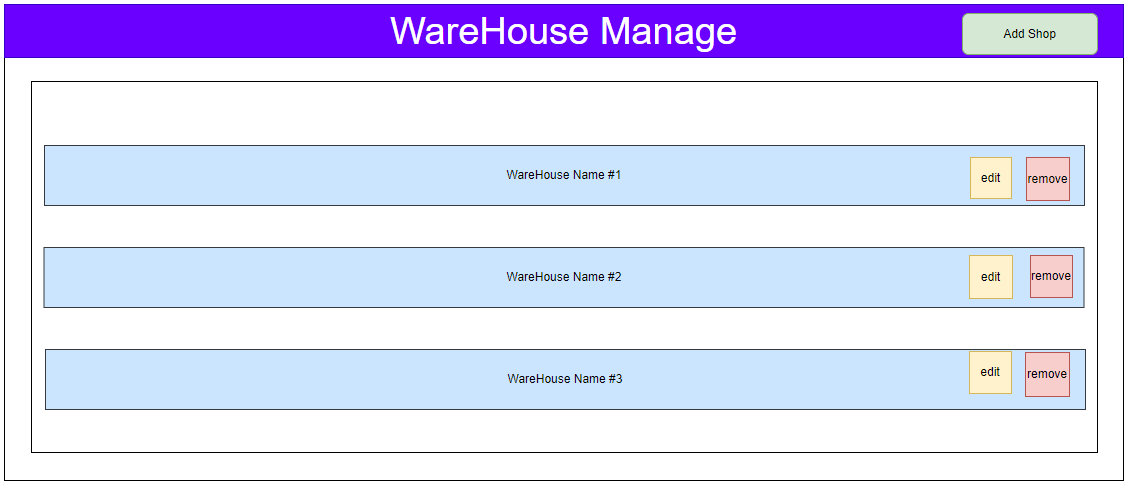 WareHouse Manage
Add Shop
WareHouse Name #1
edit
remove
WareHouse Name #2
edit
remove
WareHouse Name #3
edit
remove